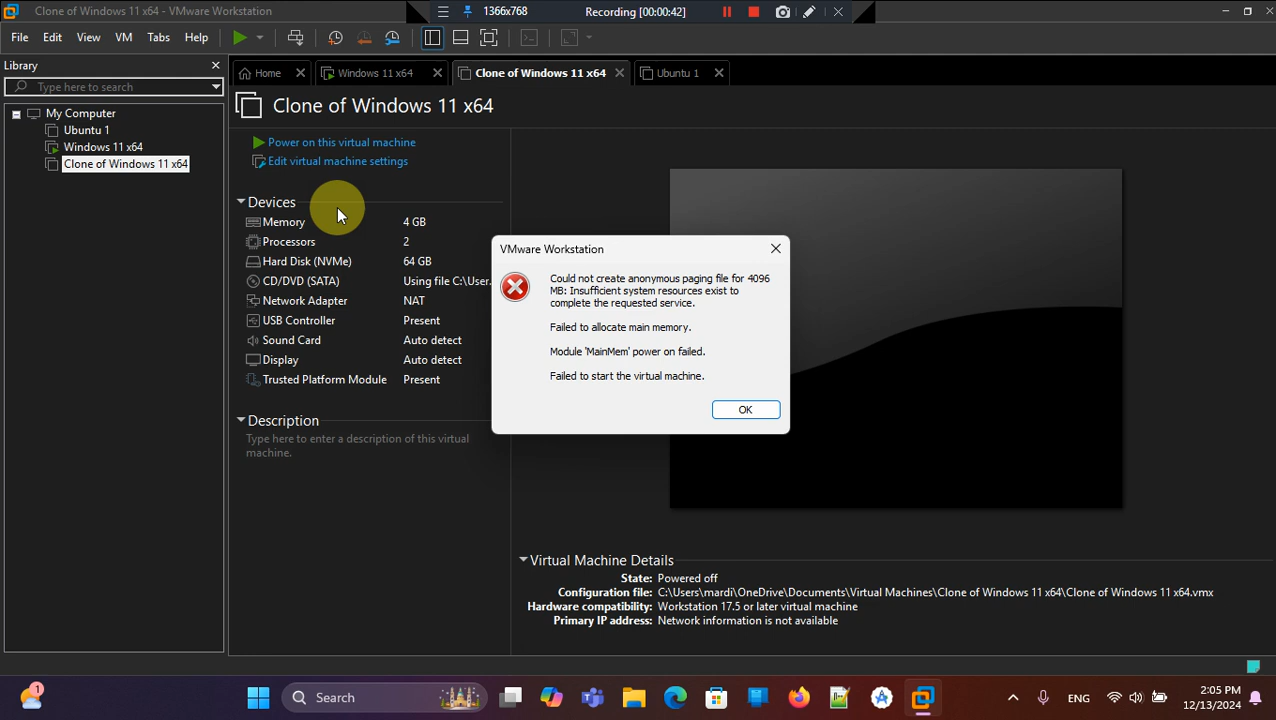 Clone of Windows 11 x64 - VMware Workstation
1366x768
Recording [00:00:42]
File Edit View VM Tabs Help
Library
Type here to search
My Computer
Ubuntu 1
Windows 11 x64
Clone of Windows 11 x64
Home
Windows 11 x64
Clone of Windows 11 x64
Ubuntu 1
Clone of Windows 11 x64
Power on this virtual machine
Edit virtual machine settings
Devices
Memory 4 GB
Processors 2
Hard Disk (NVMe) 64 GB
CD/DVD (SATA) Using file C:\User.
Network Adapter NAT
USB Controller Present
Sound Card Auto detect
Display Auto detect
Trusted Platform Module Present
Description
Type here to enter a description of this virtual
machine.
VMware Workstation
Could not create anonymous paging file for 4096
MB: Insufficient system resources exist to
complete the requested service.
Failed to allocate main memory.
Module 'MainMem' power on failed.
Failed to start the virtual machine.
OK
Virtual Machine Details
State: Powered off
Configuration file: C:\Users\mardi\OneDrive\Documents\Virtual Machines\Clone of Windows 11 x64\Clone of Windows 11 x64.vmx
Hardware compatibility: Workstation 17.5 or later virtual machine
Primary IP address: Network information is not available
1
Search
ENG
2:05 PM
12/13/2024